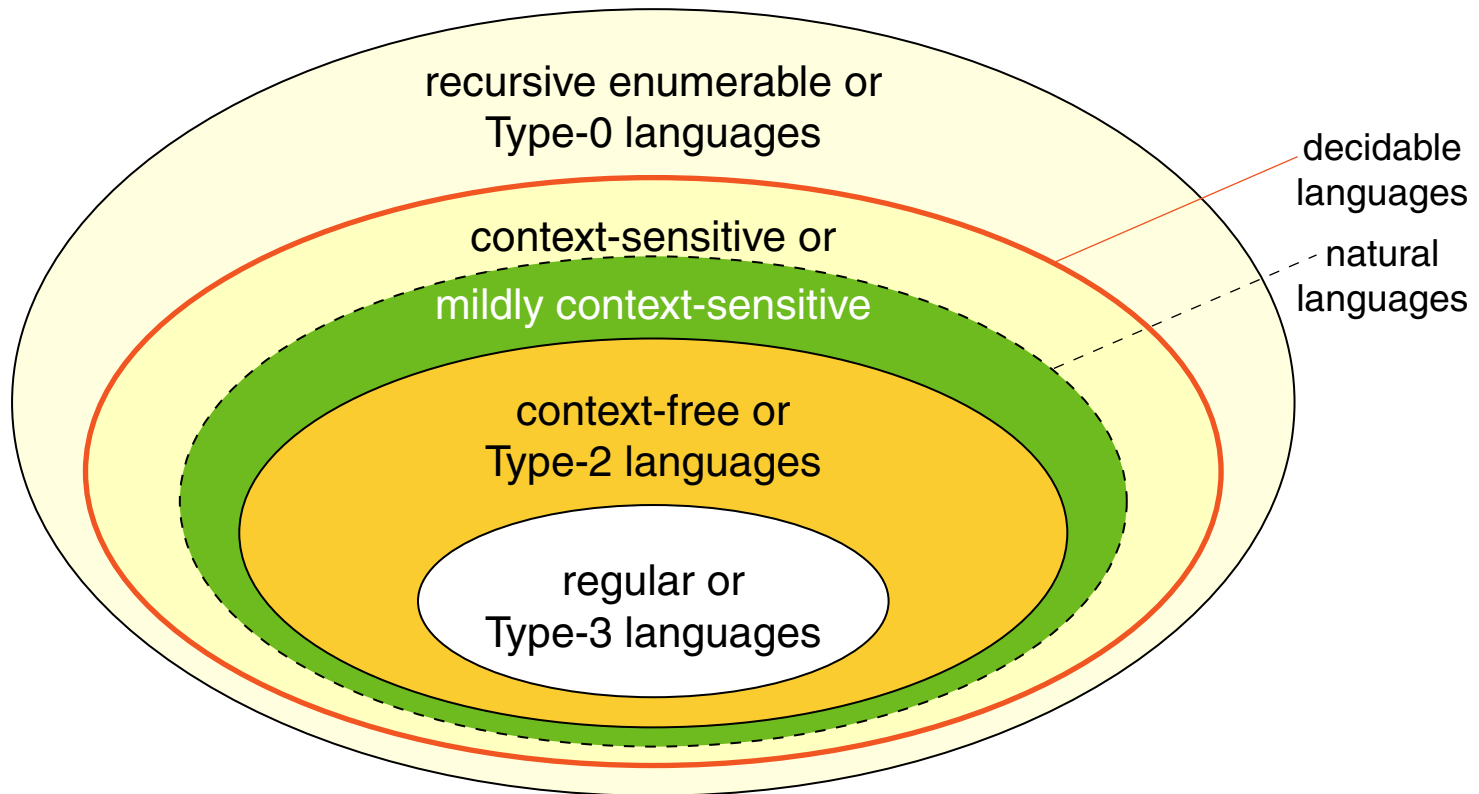 recursive enumerable or
Type-0 languages
decidable
languages
context-sensitive or
natural
languages
mildly context-sensitive
context-free or
Type-2 languages
regular or
Type-3 languages